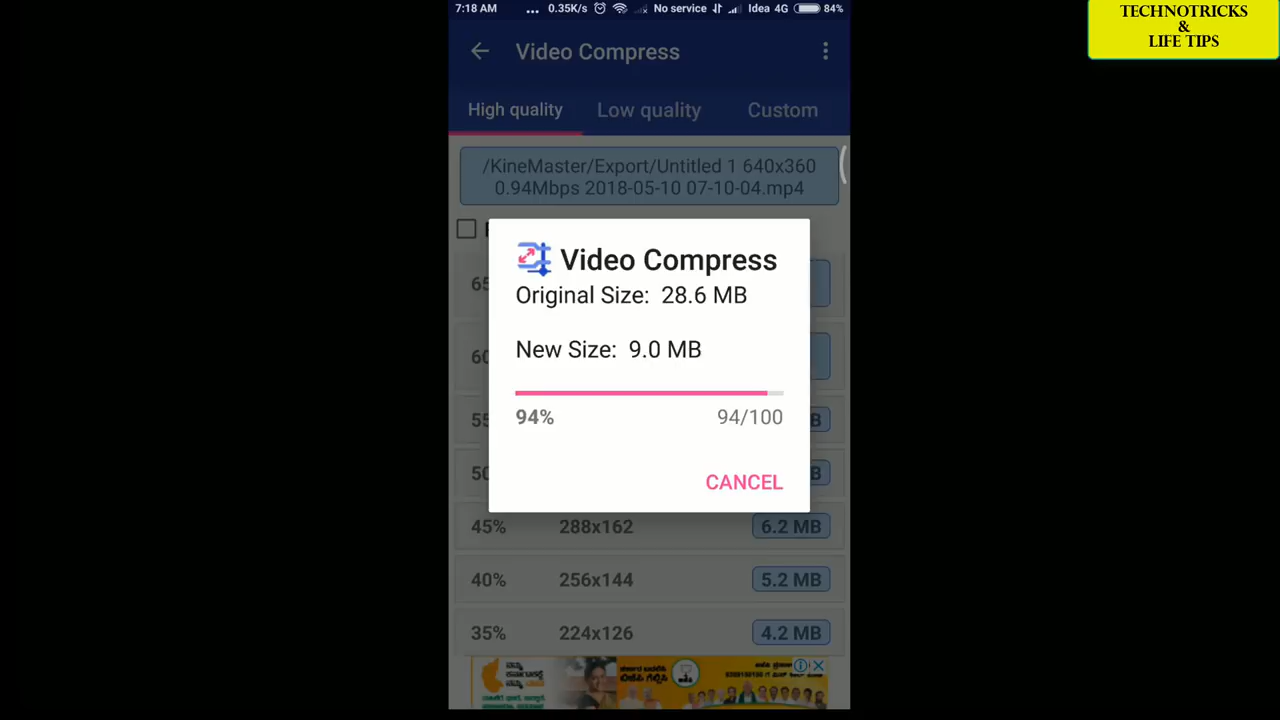 7:18 AM ... 0.35K/s No service Idea 4G 84%
TECHNOTRICKS
&
LIFE TIPS
Video Compress
High quality Low quality Custom
/KineMaster/Export/Untitled 1 640x360
0.94Mbps 2018-05-10 07-10-04.mp4
Video Compress
Original Size: 28.6 MB
New Size: 9.0 MB
94% 94/100
CANCEL
45% 288x162 6.2 MB
40% 256x144 5.2 MB
35% 224x126 4.2 MB
ನಮ್ಮ